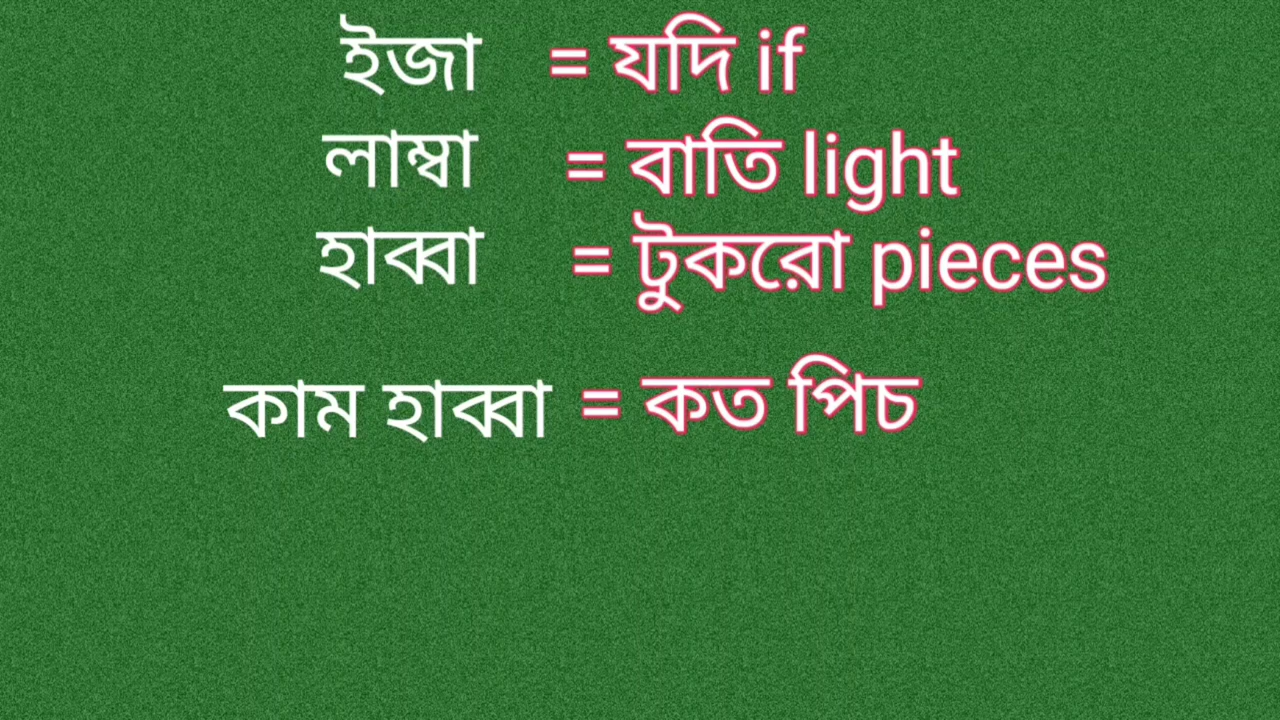 ইজা = যদি if
লাম্বা = বাতি light
হাব্বা = টুকরো pieces
কাম হাব্বা = কত পিচ